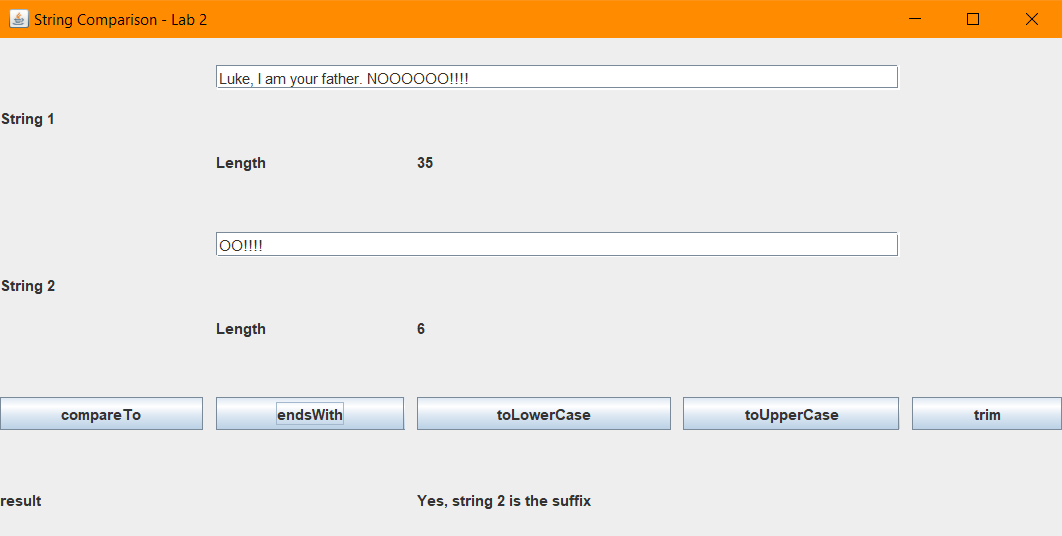 String Comparison - Lab 2
Luke, I am your father. NOOOOOO!!!!
String 1
Length 35
OO!!!!
String 2
Length 6
compareTo endsWith toLowerCase toUpperCase trim
result Yes, string 2 is the suffix